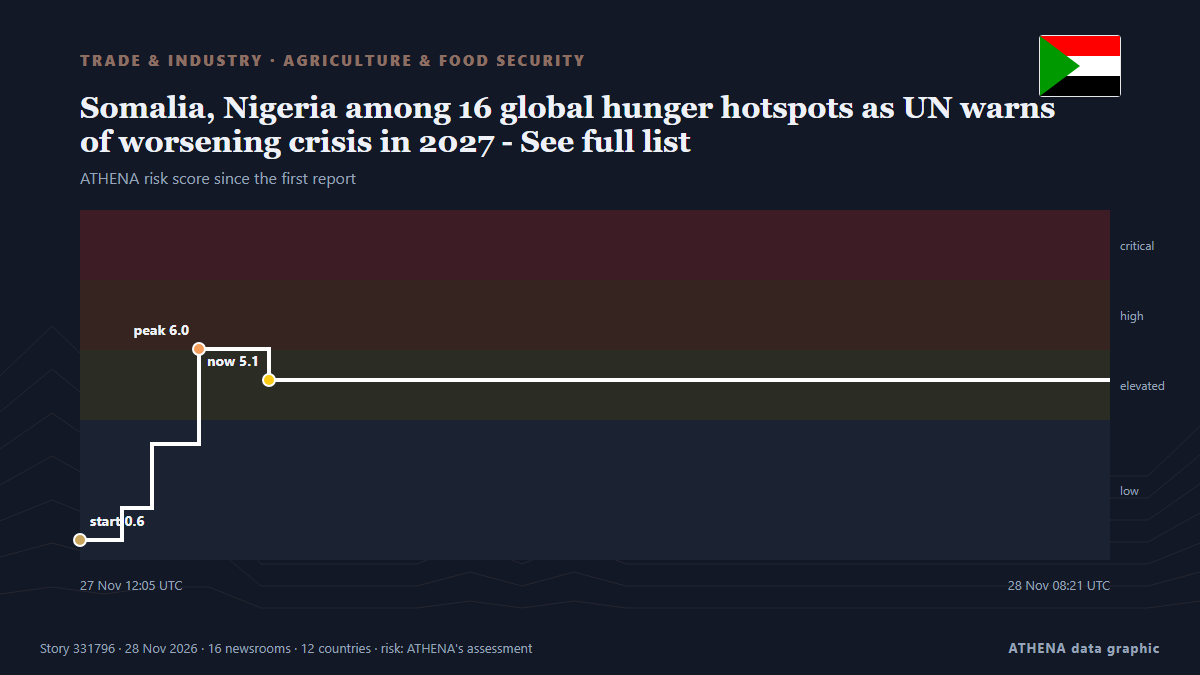 TRADE & INDUSTRY · AGRICULTURE & FOOD SECURITY
Somalia, Nigeria among 16 global hunger hotspots as UN warns
of worsening crisis in 2027 - See full list
ATHENA risk score since the first report
critical
high
elevated
low
peak 6.0
now 5.1
start 0.6
27 Nov 12:05 UTC
28 Nov 08:21 UTC
Story 331796 · 28 Nov 2026 · 16 newsrooms · 12 countries · risk: ATHENA's assessment
ATHENA data graphic